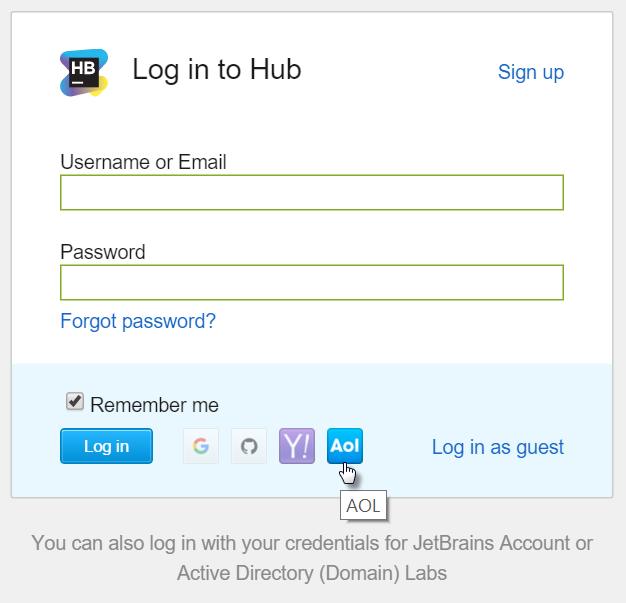 HB
Log in to Hub
Sign up
Username or Email
Password
Forgot password?
Remember me
Log in
G
Y!
Aol
Log in as guest
AOL
You can also log in with your credentials for JetBrains Account or
Active Directory (Domain) Labs